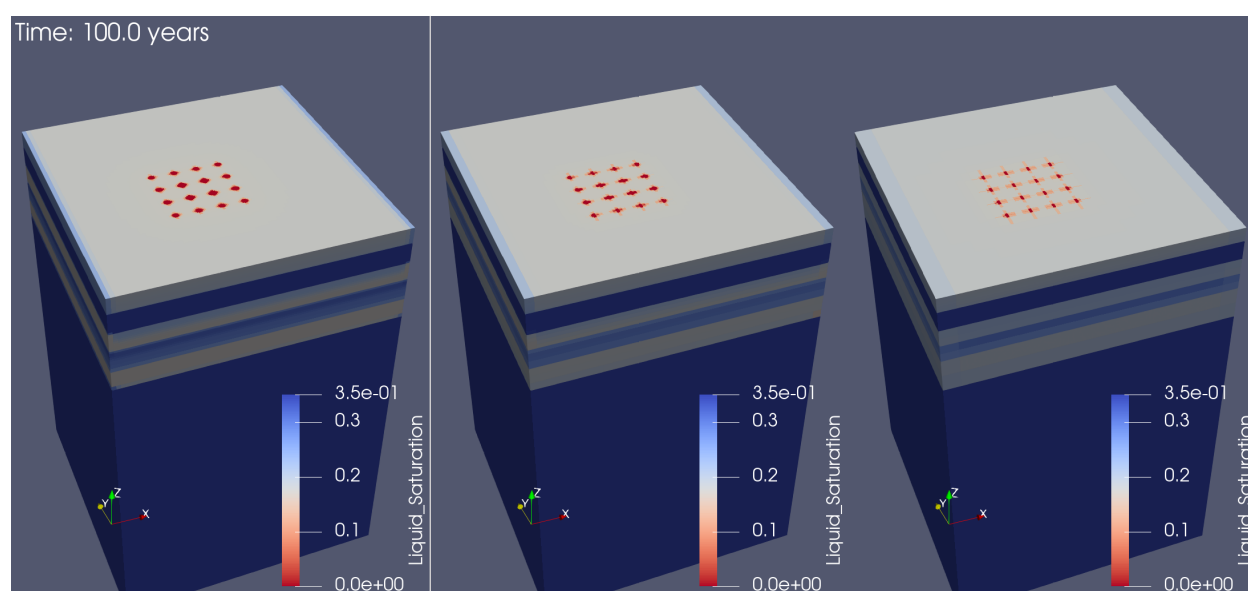 Time: 100.0 years
3.5e-01
0.3
0.2
0.1
0.0e+00
Liquid_Saturation
Z
Y
X
3.5e-01
0.3
0.2
0.1
0.0e+00
Liquid_Saturation
Z
Y
X
3.5e-01
0.3
0.2
0.1
0.0e+00
Liquid_Saturation
Z
Y
X